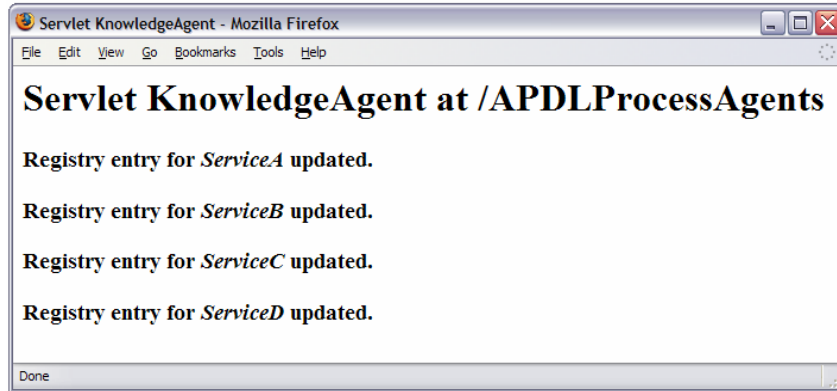 Servlet KnowledgeAgent - Mozilla Firefox
File Edit View Go Bookmarks Tools Help
Servlet KnowledgeAgent at /APDLProcessAgents
Registry entry for ServiceA updated.
Registry entry for ServiceB updated.
Registry entry for ServiceC updated.
Registry entry for ServiceD updated.
Done